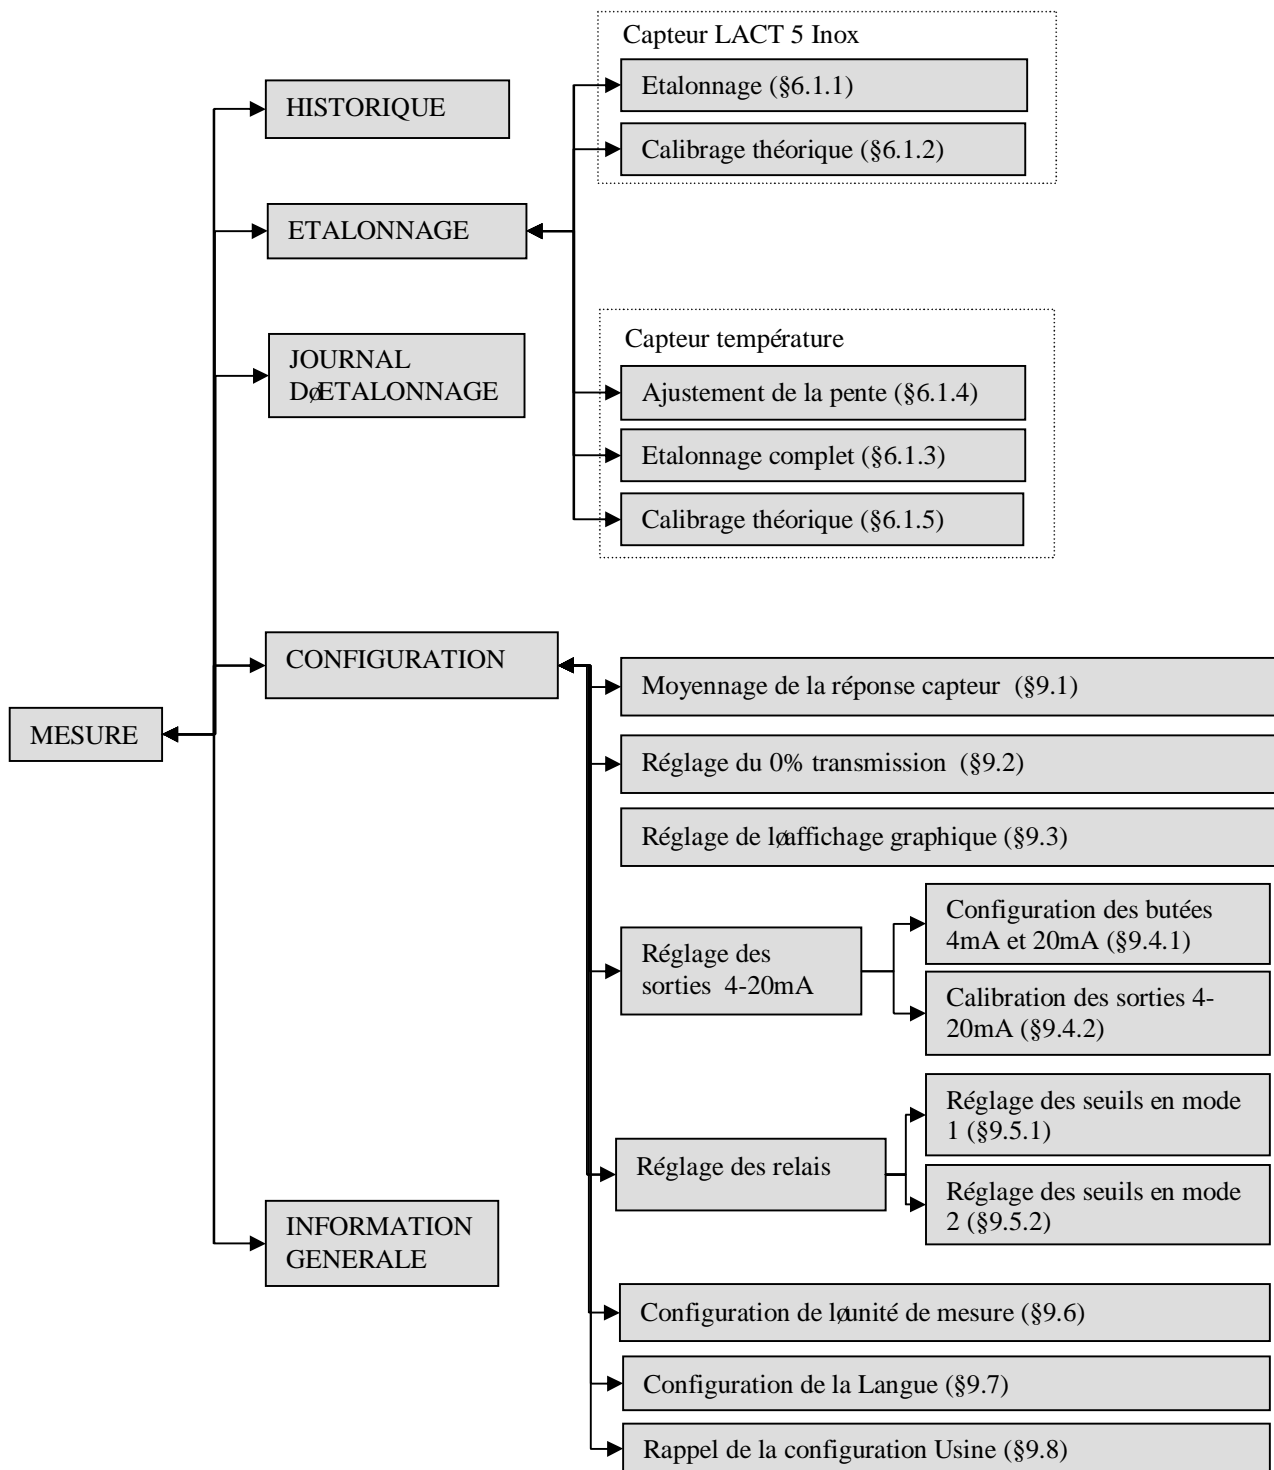 Capteur LACT 5 Inox
Etalonnage (§6.1.1)
Calibrage théorique (§6.1.2)
HISTORIQUE
ETALONNAGE
JOURNAL
DøETALONNAGE
Capteur température
Ajustement de la pente (§6.1.4)
Etalonnage complet (§6.1.3)
Calibrage théorique (§6.1.5)
MESURE
CONFIGURATION
Moyennage de la réponse capteur (§9.1)
Réglage du 0% transmission (§9.2)
Réglage de løaffichage graphique (§9.3)
Réglage des
sorties 4-20mA
Configuration des butées
4mA et 20mA (§9.4.1)
Calibration des sorties 4-
20mA (§9.4.2)
Réglage des relais
Réglage des seuils en mode
1 (§9.5.1)
Réglage des seuils en mode
2 (§9.5.2)
INFORMATION
GENERALE
Configuration de løunité de mesure (§9.6)
Configuration de la Langue (§9.7)
Rappel de la configuration Usine (§9.8)